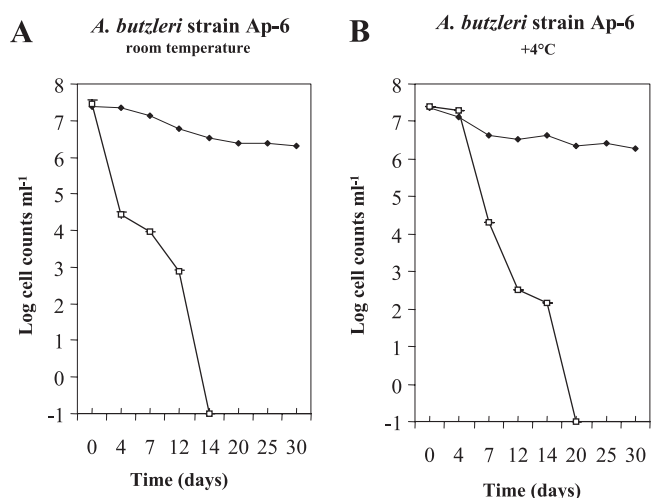 A
A. butzleri strain Ap-6
room temperature
Log cell counts ml-1
8
7
6
5
4
3
2
1
0
-1
0 4 7 12 14 20 25 30
Time (days)
B
A. butzleri strain Ap-6
+4°C
Log cell counts ml-1
8
7
6
5
4
3
2
1
0
-1
0 4 7 12 14 20 25 30
Time (days)